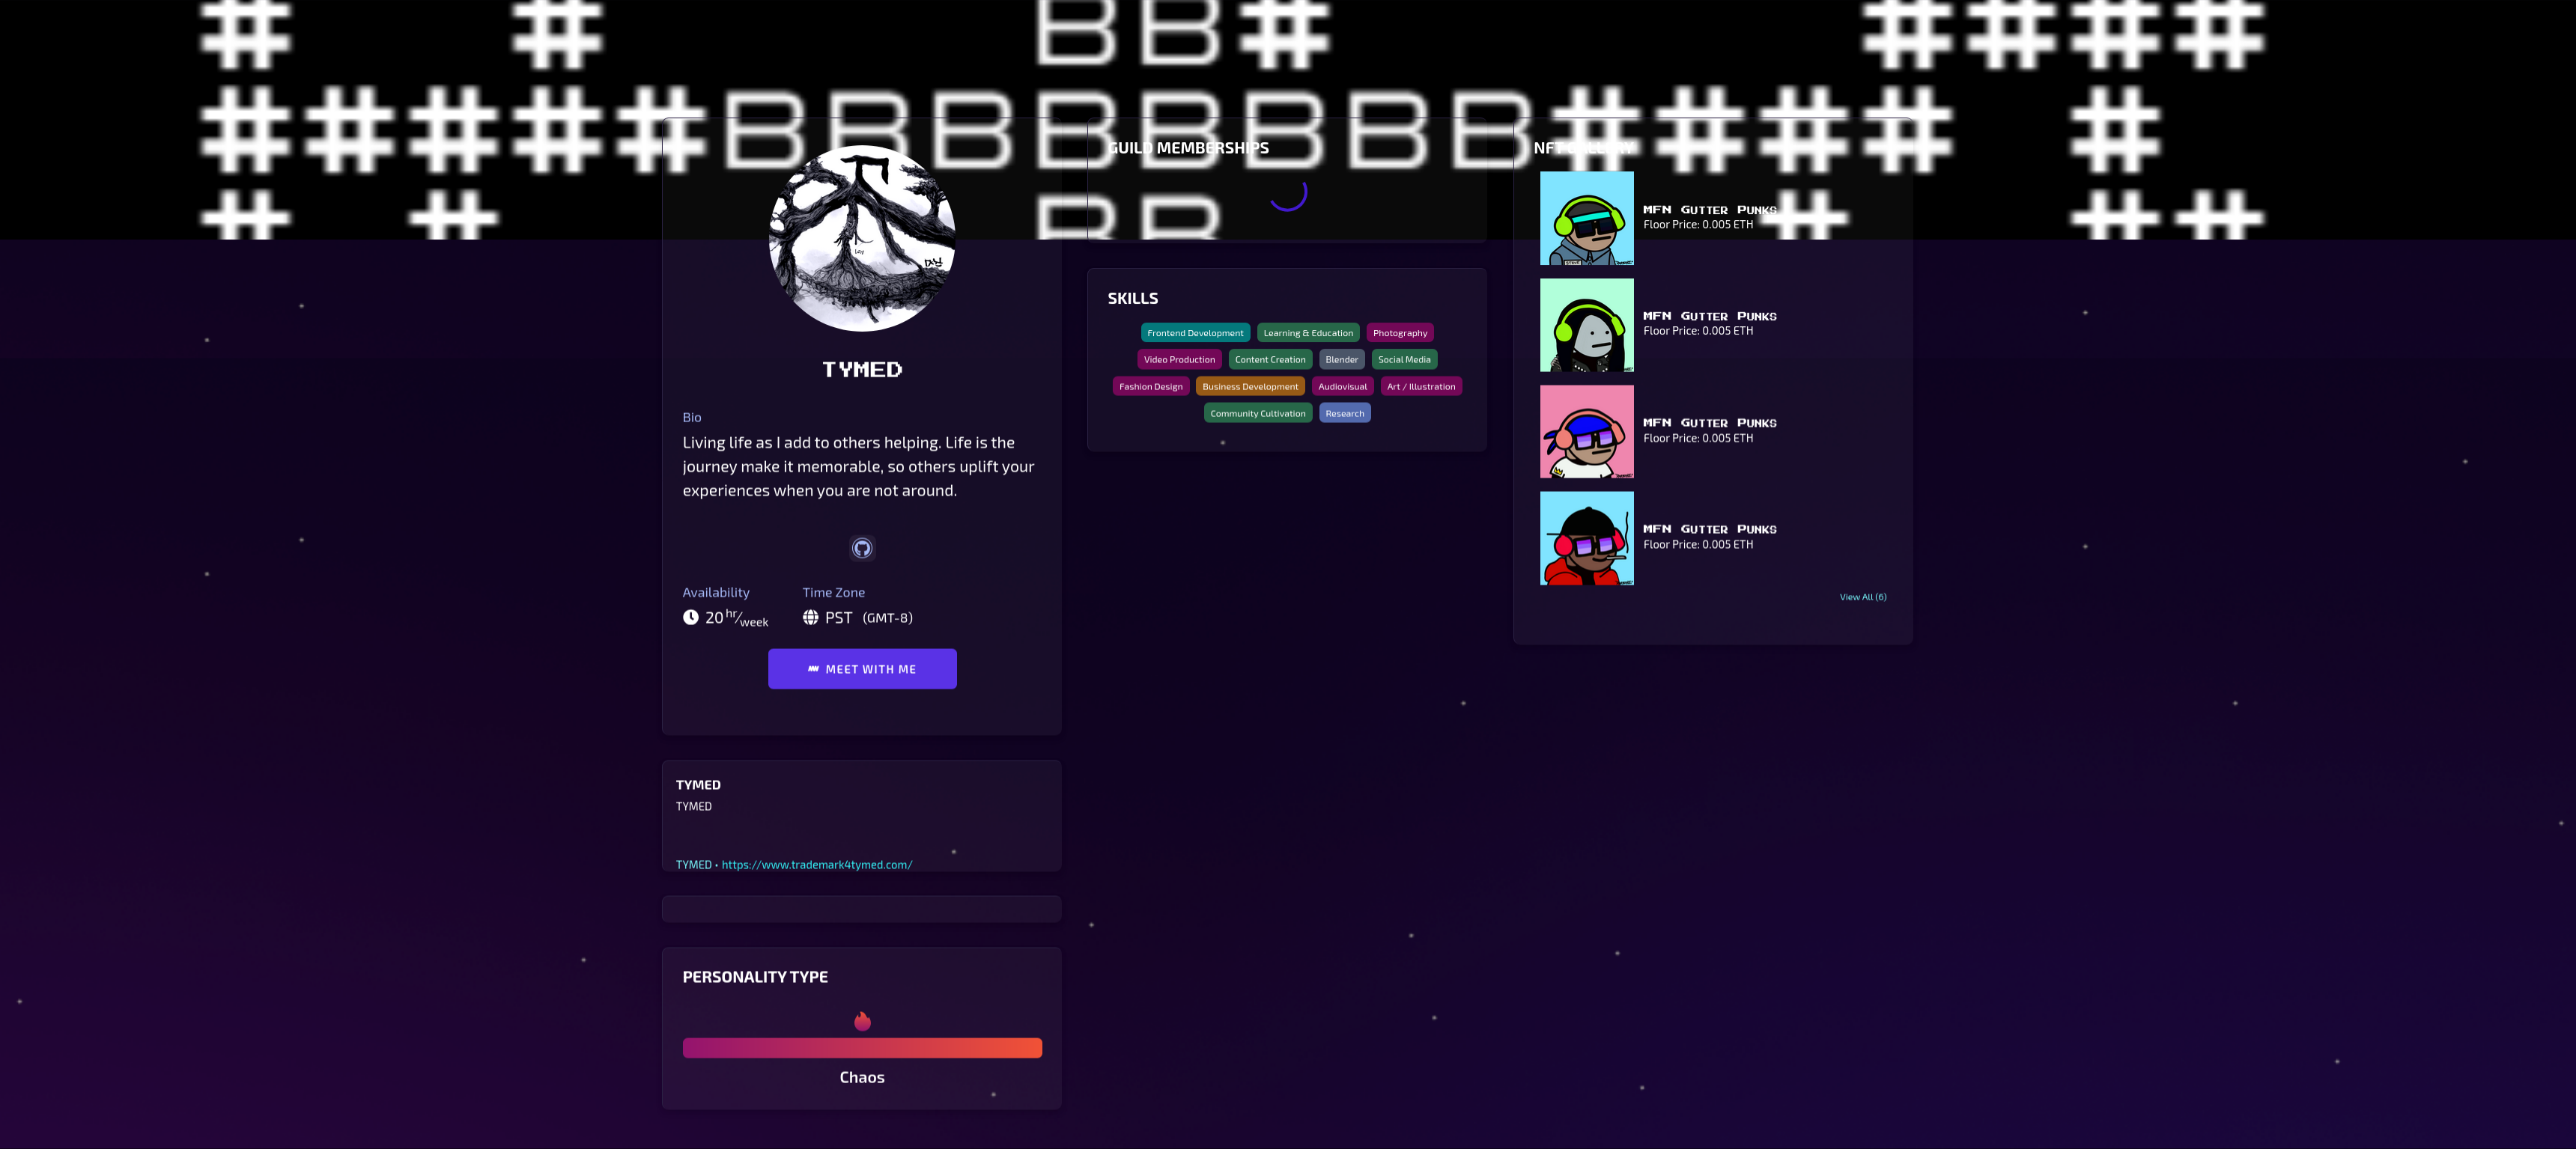 # # BB# ####
#####BBBBBBBB#### #
# # BB # ##
TYMED
Bio
Living life as I add to others helping. Life is the
journey make it memorable, so others uplift your
experiences when you are not around.
Availability
20 hr/week
Time Zone
PST (GMT-8)
MEET WITH ME
TYMED
TYMED
TYMED • https://www.trademark4tymed.com/
PERSONALITY TYPE
Chaos
GUILD MEMBERSHIPS
SKILLS
Frontend Development Learning & Education Photography
Video Production Content Creation Blender Social Media
Fashion Design Business Development Audiovisual Art / Illustration
Community Cultivation Research
NFT GALLERY
MFN Gutter Punks
Floor Price: 0.005 ETH
MFN Gutter Punks
Floor Price: 0.005 ETH
MFN Gutter Punks
Floor Price: 0.005 ETH
MFN Gutter Punks
Floor Price: 0.005 ETH
View All (6)